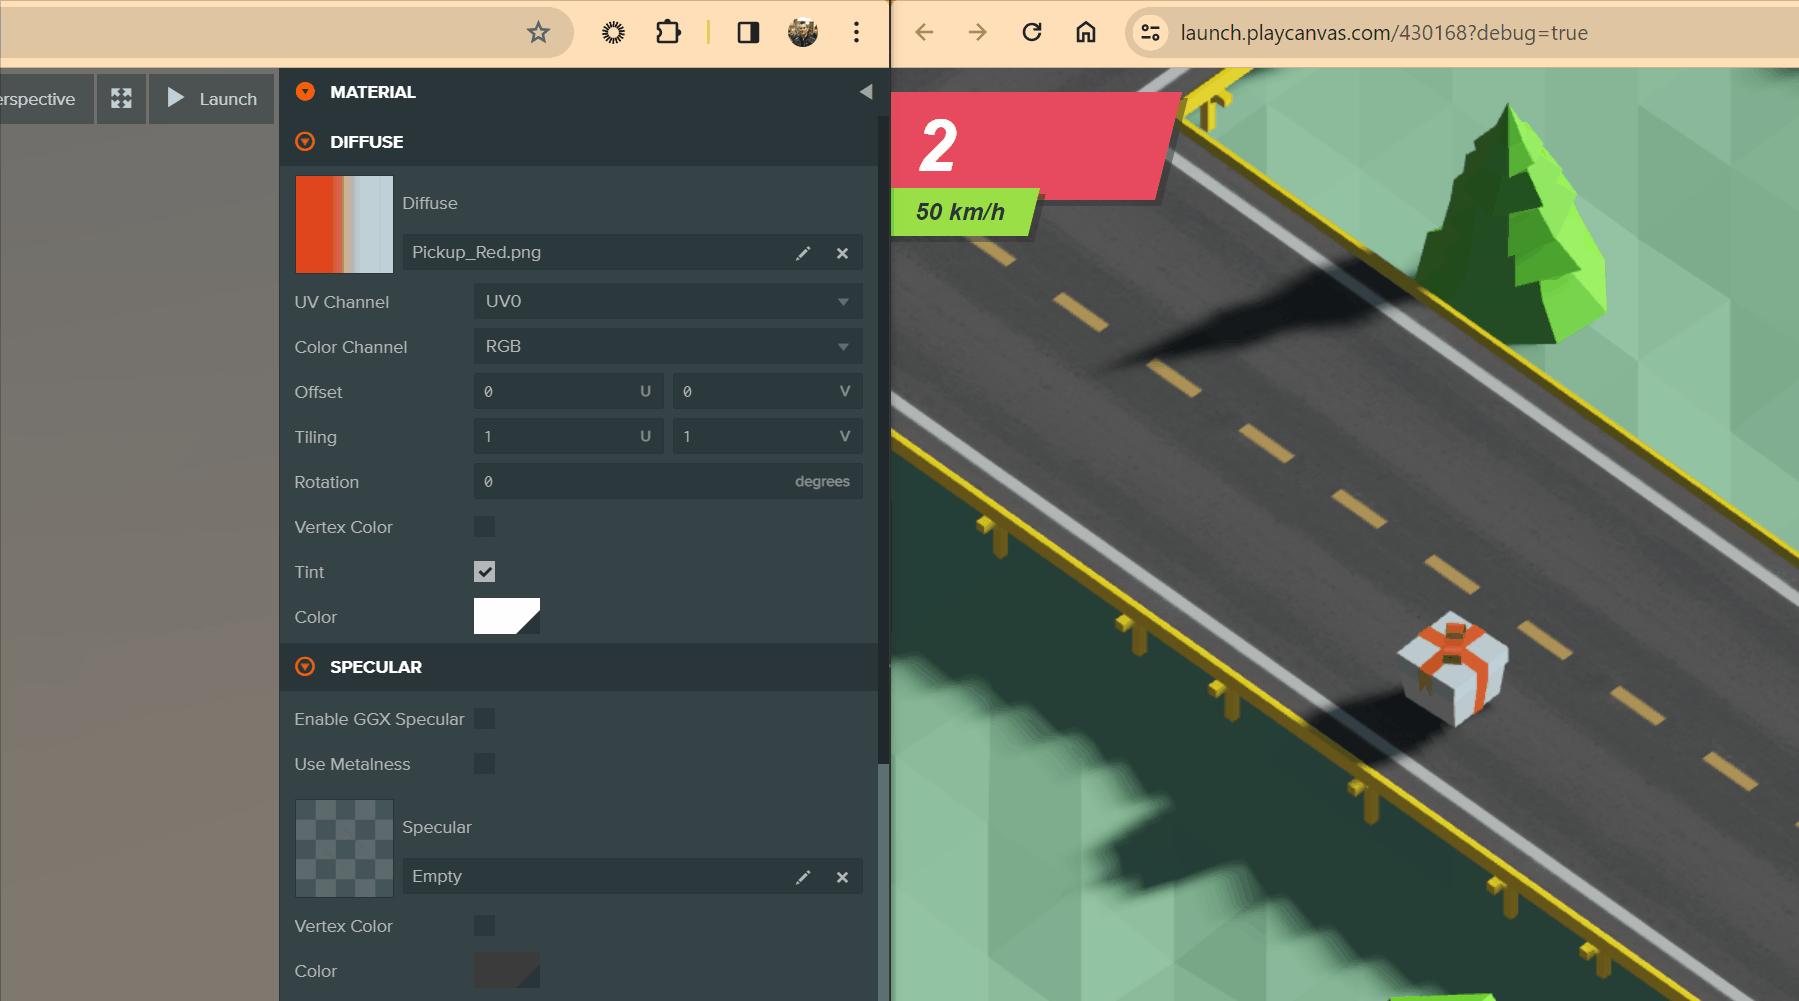 erspective
Launch
MATERIAL
DIFFUSE
Diffuse
Pickup_Red.png
UV Channel
UV0
Color Channel
RGB
Offset
0 U 0 V
Tiling
1 U 1 V
Rotation
0 degrees
Vertex Color
Tint
Color
SPECULAR
Enable GGX Specular
Use Metalness
Specular
Empty
Vertex Color
Color
launch.playcanvas.com/430168?debug=true
2
50 km/h